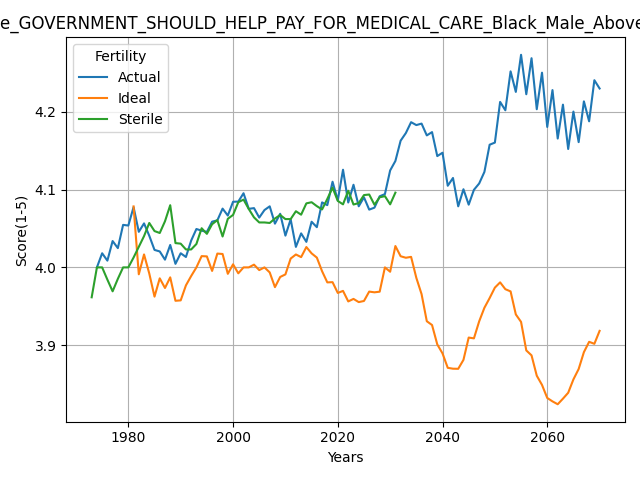 e_GOVERNMENT_SHOULD_HELP_PAY_FOR_MEDICAL_CARE_Black_Male_Above
Fertility
Actual
Ideal
Sterile
Score(1-5)
4.2
4.1
4.0
3.9
1980 2000 2020 2040 2060
Years